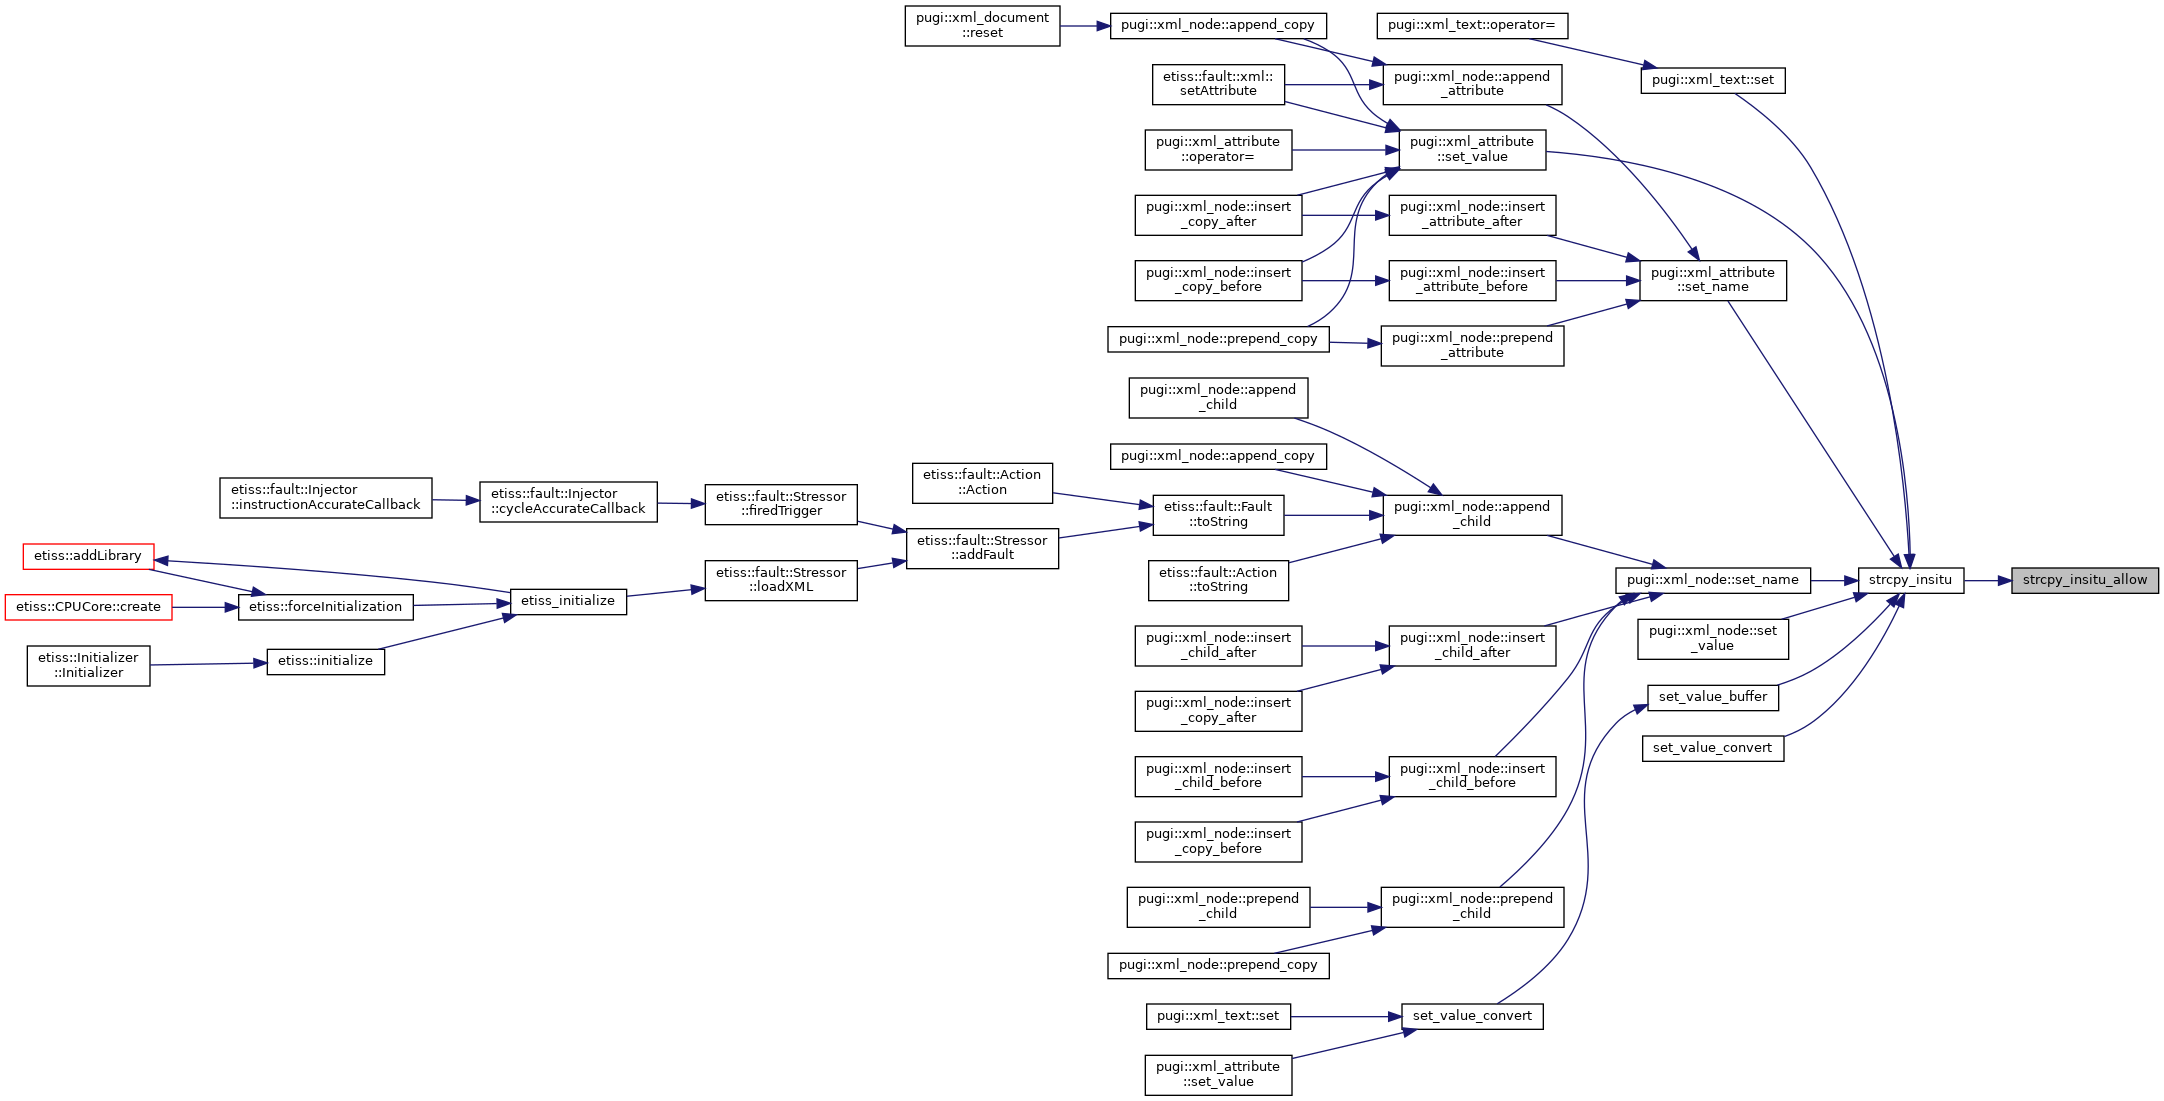 pugi::xml_document
::reset
pugi::xml_node::append_copy
pugi::xml_text::operator=
etiss::fault::xml::
setAttribute
pugi::xml_node::append
_attribute
pugi::xml_text::set
pugi::xml_attribute
::operator=
pugi::xml_attribute
::set_value
pugi::xml_node::insert
_copy_after
pugi::xml_node::insert
_attribute_after
pugi::xml_node::insert
_copy_before
pugi::xml_node::insert
_attribute_before
pugi::xml_attribute
::set_name
pugi::xml_node::prepend_copy
pugi::xml_node::prepend
_attribute
pugi::xml_node::append
_child
pugi::xml_node::append_copy
etiss::fault::Injector
::instructionAccurateCallback
etiss::fault::Injector
::cycleAccurateCallback
etiss::fault::Stressor
::firedTrigger
etiss::fault::Action
::Action
etiss::fault::Fault
::toString
pugi::xml_node::append
_child
etiss::fault::Stressor
::addFault
etiss::addLibrary
etiss::CPUCore::create
etiss::forceInitialization
etiss_initialize
etiss::fault::Stressor
::loadXML
etiss::fault::Action
::toString
pugi::xml_node::set_name
strcpy_insitu
strcpy_insitu_allow
etiss::Initializer
::Initializer
etiss::initialize
pugi::xml_node::insert
_child_after
pugi::xml_node::insert
_child_after
pugi::xml_node::set
_value
pugi::xml_node::insert
_copy_after
set_value_buffer
set_value_convert
pugi::xml_node::insert
_child_before
pugi::xml_node::insert
_child_before
pugi::xml_node::insert
_copy_before
pugi::xml_node::prepend
_child
pugi::xml_node::prepend
_child
pugi::xml_node::prepend_copy
pugi::xml_text::set
set_value_convert
pugi::xml_attribute
::set_value